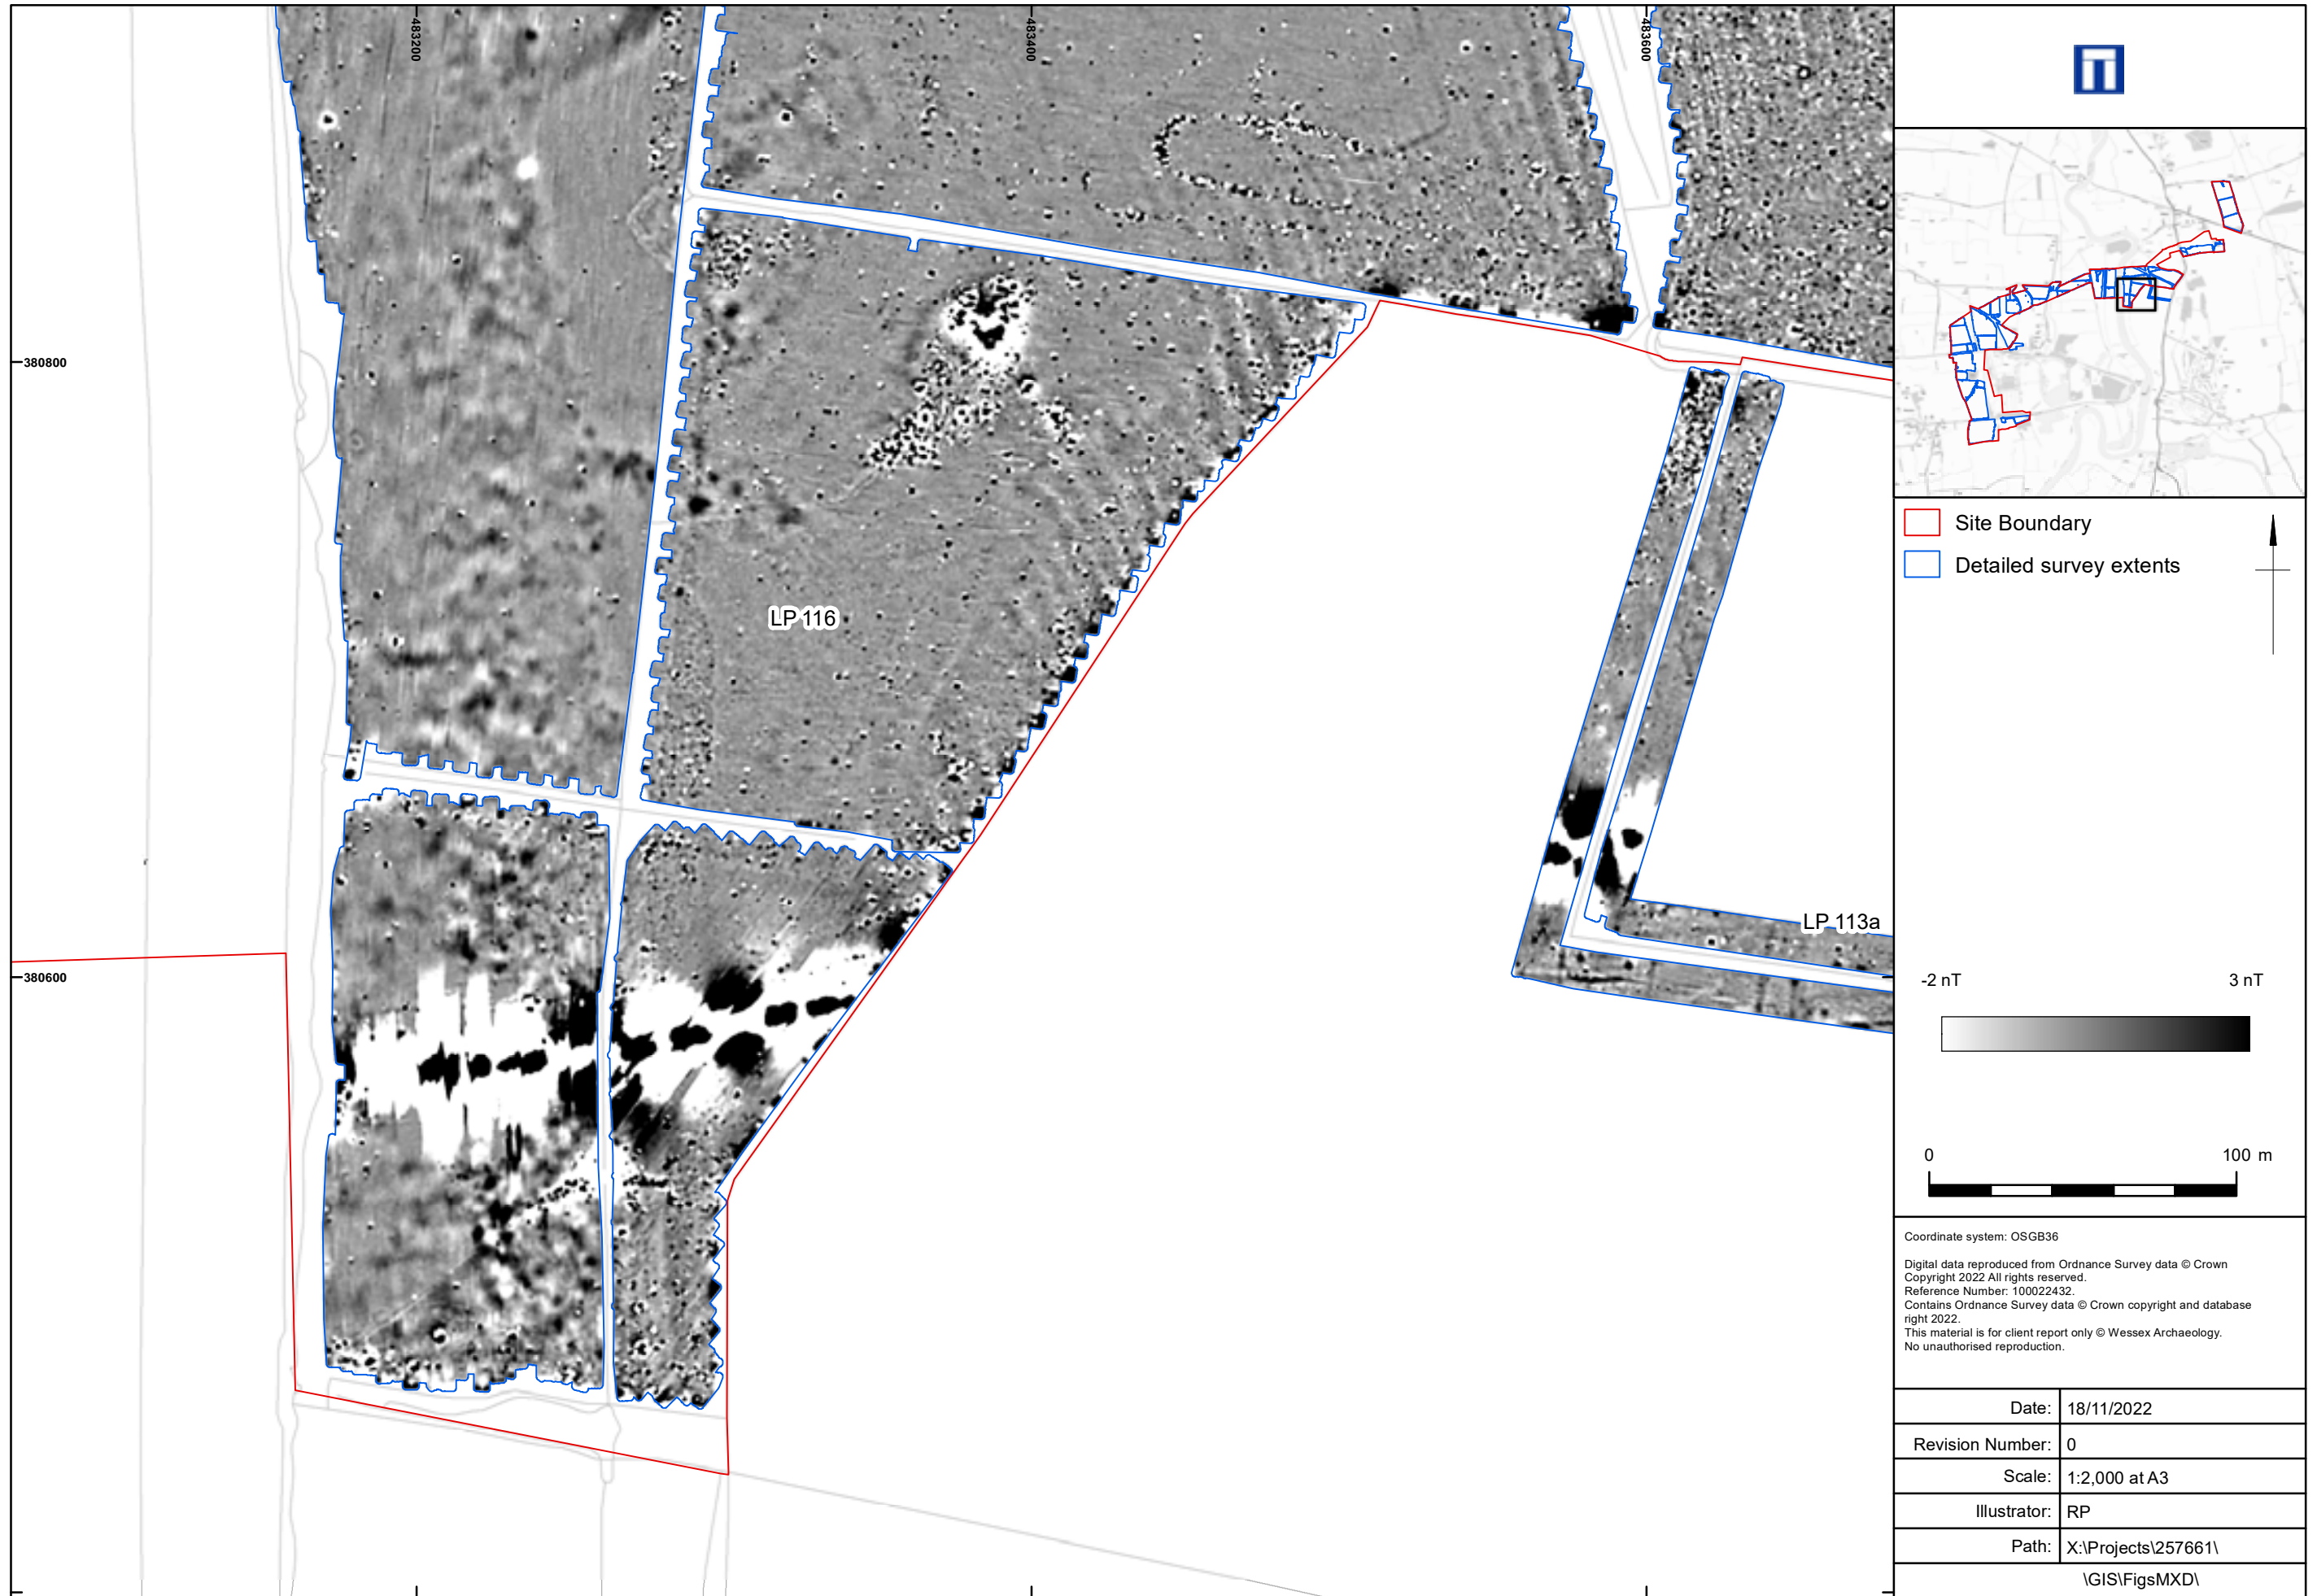 483200
483400
483600
380800
LP 116
LP 113a
380600
Site Boundary
Detailed survey extents
-2 nT
3 nT
0
100 m
Coordinate system: OSGB36
Digital data reproduced from Ordnance Survey data © Crown
Copyright 2022 All rights reserved.
Reference Number: 100022432.
Contains Ordnance Survey data © Crown copyright and database
right 2022.
This material is for client report only © Wessex Archaeology.
No unauthorised reproduction.
Date: 18/11/2022
Revision Number: 0
Scale: 1:2,000 at A3
Illustrator: RP
Path: X:\Projects\257661\
\GIS\FigsMXD\